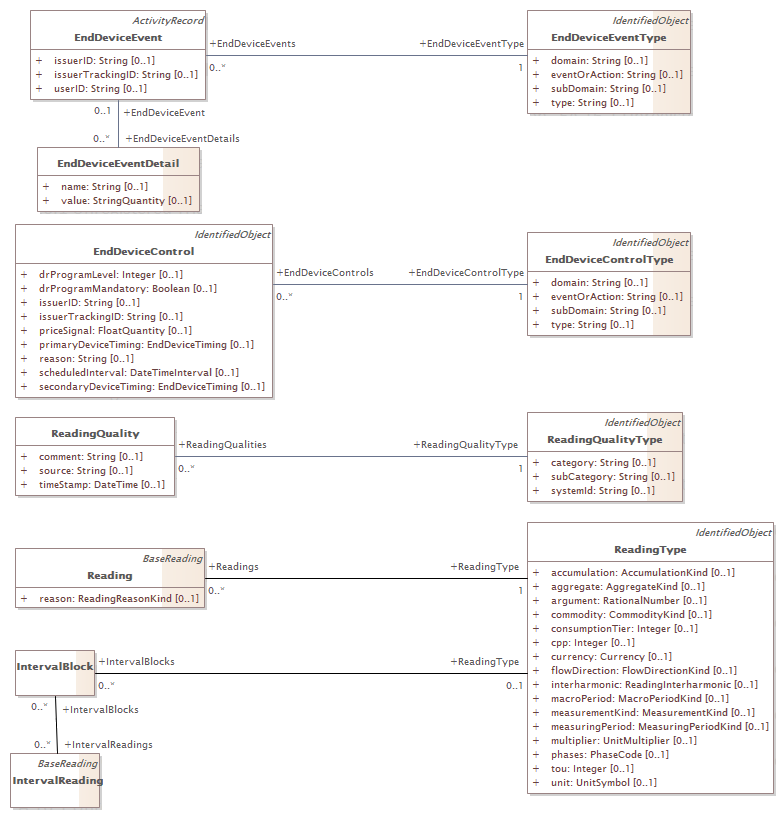 ActivityRecord
EndDeviceEvent
+ issuerID: String [0..1]
+ issuerTrackingID: String [0..1]
+ userID: String [0..1]
+EndDeviceEvents
0..*
+EndDeviceEventType
1
IdentifiedObject
EndDeviceEventType
+ domain: String [0..1]
+ eventOrAction: String [0..1]
+ subDomain: String [0..1]
+ type: String [0..1]
0..1 +EndDeviceEvent
0..* +EndDeviceEventDetails
EndDeviceEventDetail
+ name: String [0..1]
+ value: StringQuantity [0..1]
IdentifiedObject
EndDeviceControl
+ drProgramLevel: Integer [0..1]
+ drProgramMandatory: Boolean [0..1]
+ issuerID: String [0..1]
+ issuerTrackingID: String [0..1]
+ priceSignal: FloatQuantity [0..1]
+ primaryDeviceTiming: EndDeviceTiming [0..1]
+ reason: String [0..1]
+ scheduledInterval: DateTimeInterval [0..1]
+ secondaryDeviceTiming: EndDeviceTiming [0..1]
+EndDeviceControls
0..*
+EndDeviceControlType
1
IdentifiedObject
EndDeviceControlType
+ domain: String [0..1]
+ eventOrAction: String [0..1]
+ subDomain: String [0..1]
+ type: String [0..1]
ReadingQuality
+ comment: String [0..1]
+ source: String [0..1]
+ timeStamp: DateTime [0..1]
+ReadingQualities
0..*
+ReadingQualityType
1
IdentifiedObject
ReadingQualityType
+ category: String [0..1]
+ subCategory: String [0..1]
+ systemId: String [0..1]
BaseReading
Reading
+ reason: ReadingReasonKind [0..1]
+Readings
0..*
+ReadingType
1
IdentifiedObject
ReadingType
+ accumulation: AccumulationKind [0..1]
+ aggregate: AggregateKind [0..1]
+ argument: RationalNumber [0..1]
+ commodity: CommodityKind [0..1]
+ consumptionTier: Integer [0..1]
+ cpp: Integer [0..1]
+ currency: Currency [0..1]
+ flowDirection: FlowDirectionKind [0..1]
+ interharmonic: ReadingInterharmonic [0..1]
+ macroPeriod: MacroPeriodKind [0..1]
+ measurementKind: MeasurementKind [0..1]
+ measuringPeriod: MeasuringPeriodKind [0..1]
+ multiplier: UnitMultiplier [0..1]
+ phases: PhaseCode [0..1]
+ tou: Integer [0..1]
+ unit: UnitSymbol [0..1]
IntervalBlock
+IntervalBlocks
0..*
+ReadingType
0..1
0..* +IntervalBlocks
0..* +IntervalReadings
BaseReading
IntervalReading